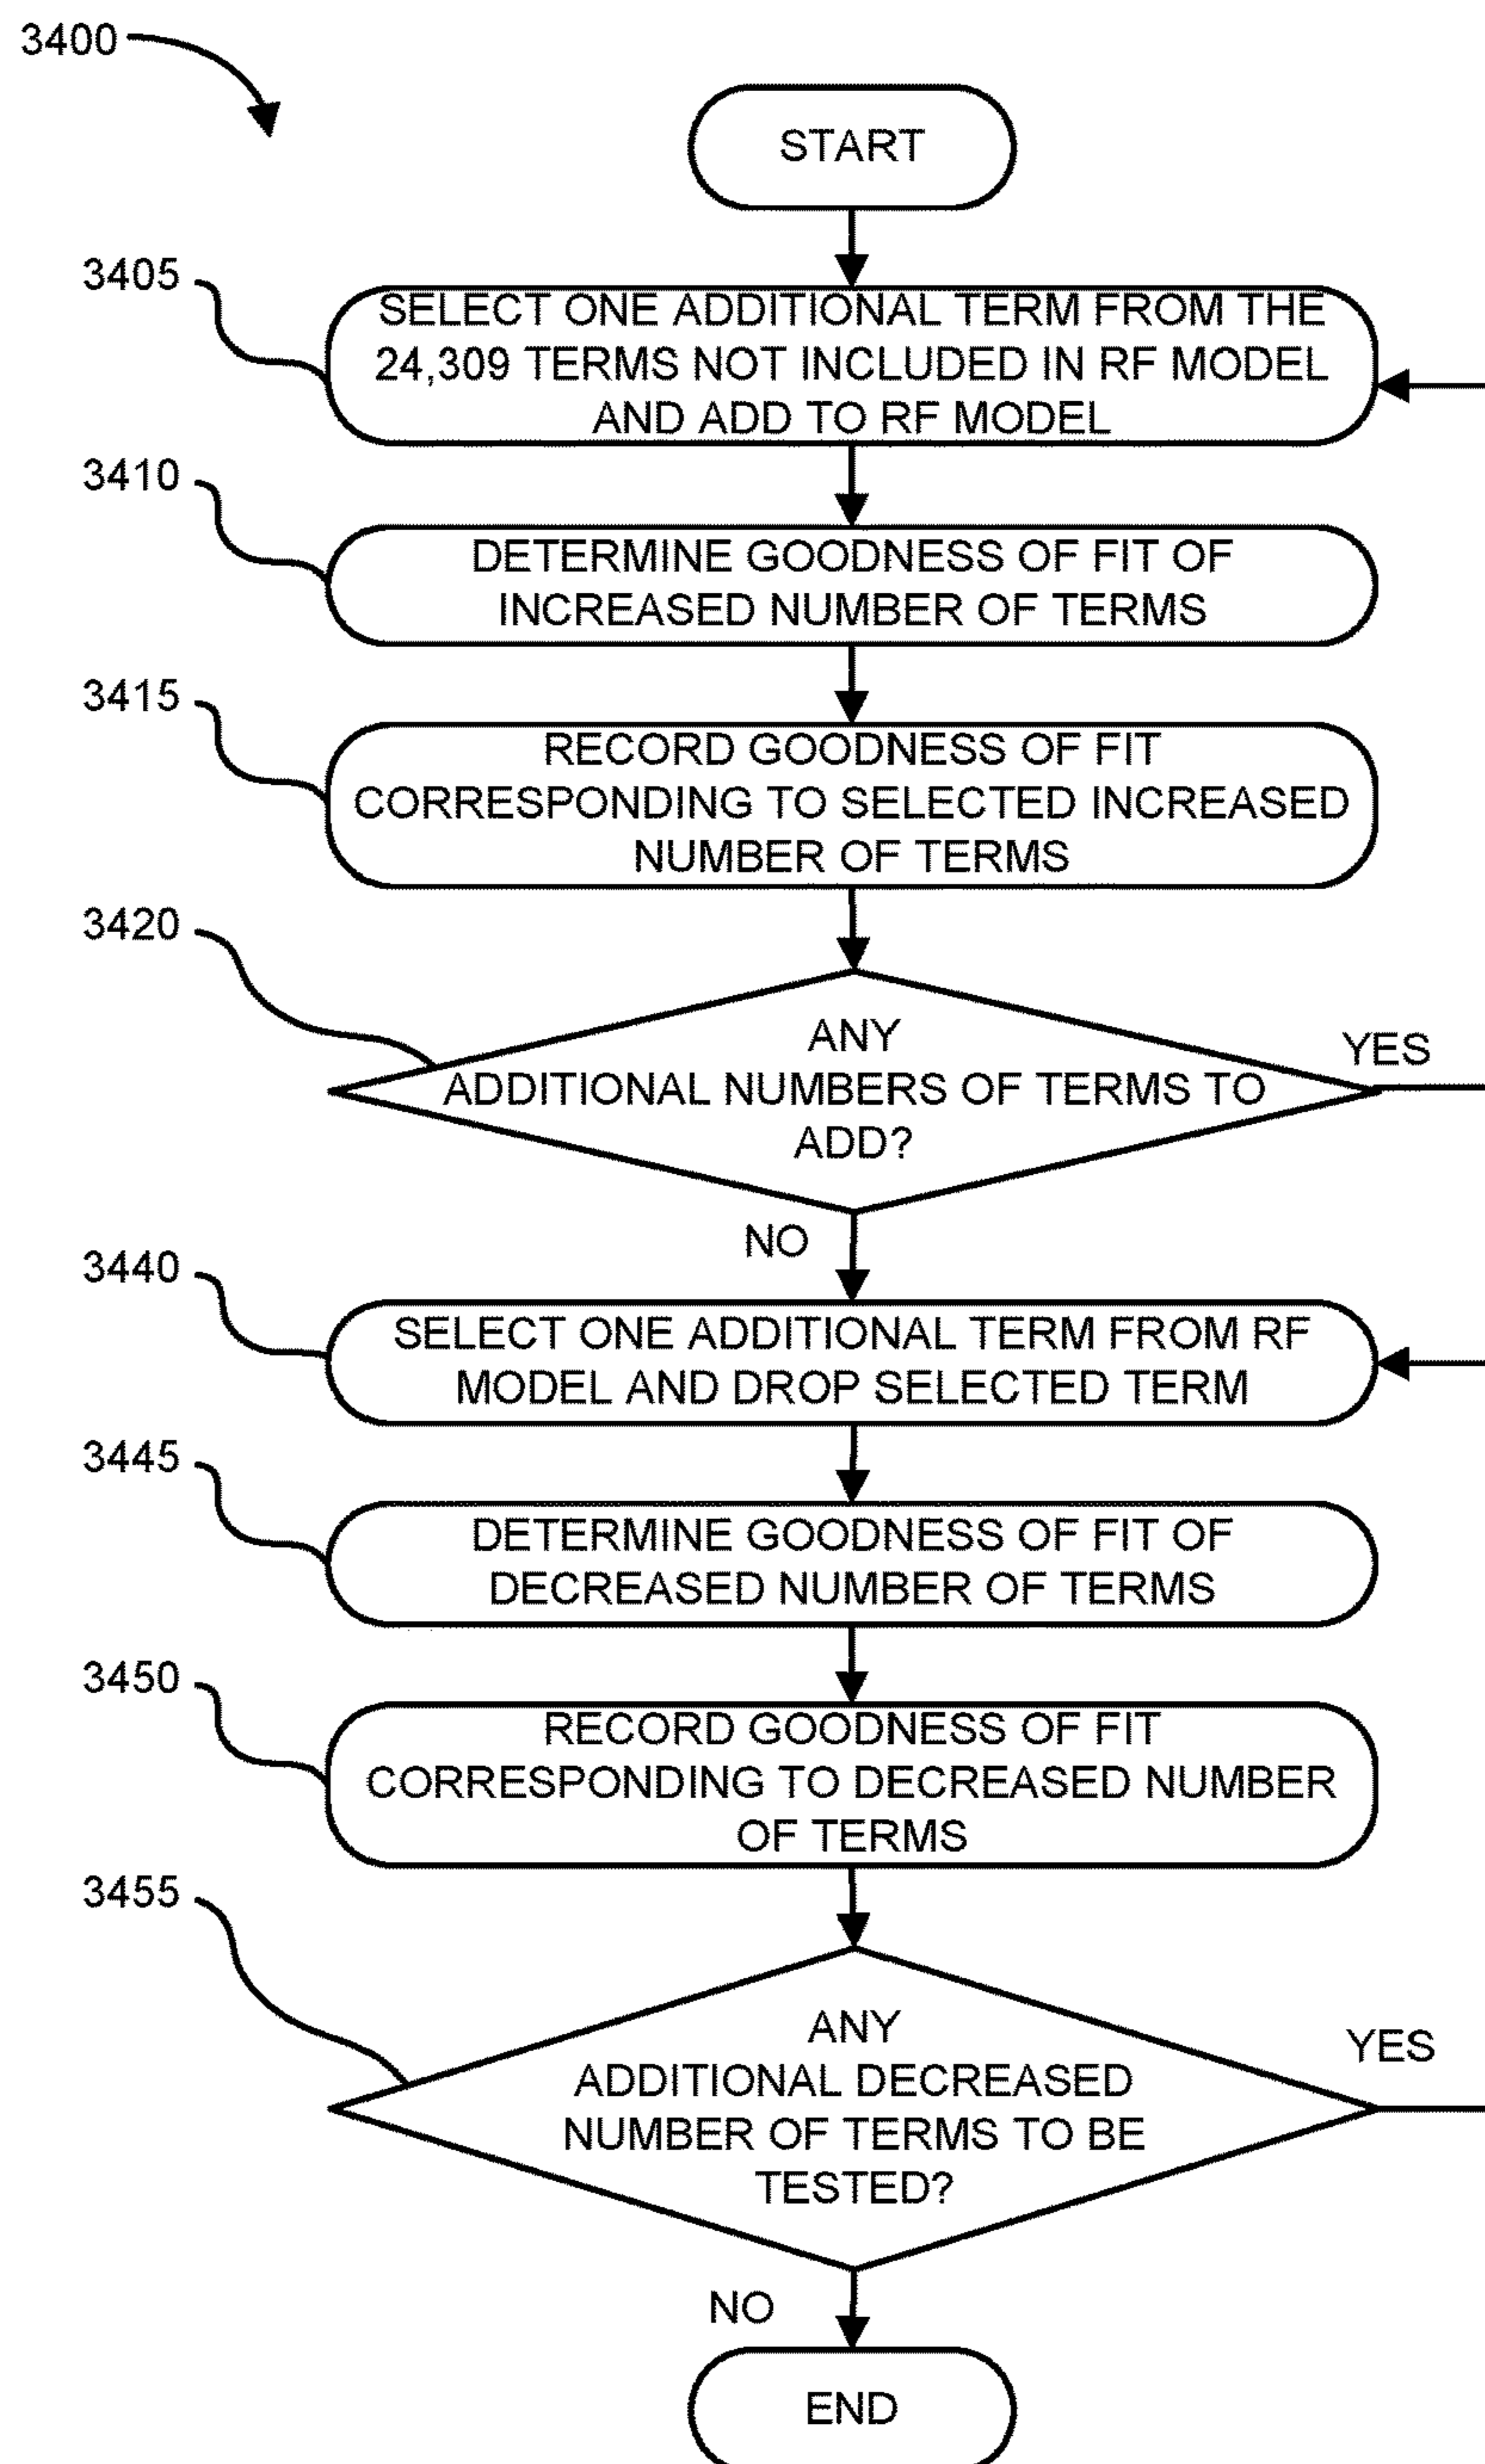 3400
START
3405
SELECT ONE ADDITIONAL TERM FROM THE
24,309 TERMS NOT INCLUDED IN RF MODEL
AND ADD TO RF MODEL
3410
DETERMINE GOODNESS OF FIT OF
INCREASED NUMBER OF TERMS
3415
RECORD GOODNESS OF FIT
CORRESPONDING TO SELECTED INCREASED
NUMBER OF TERMS
3420
ANY
ADDITIONAL NUMBERS OF TERMS TO
ADD?
YES
NO
3440
SELECT ONE ADDITIONAL TERM FROM RF
MODEL AND DROP SELECTED TERM
3445
DETERMINE GOODNESS OF FIT OF
DECREASED NUMBER OF TERMS
3450
RECORD GOODNESS OF FIT
CORRESPONDING TO DECREASED NUMBER
OF TERMS
3455
ANY
ADDITIONAL DECREASED
NUMBER OF TERMS TO BE
TESTED?
YES
NO
END